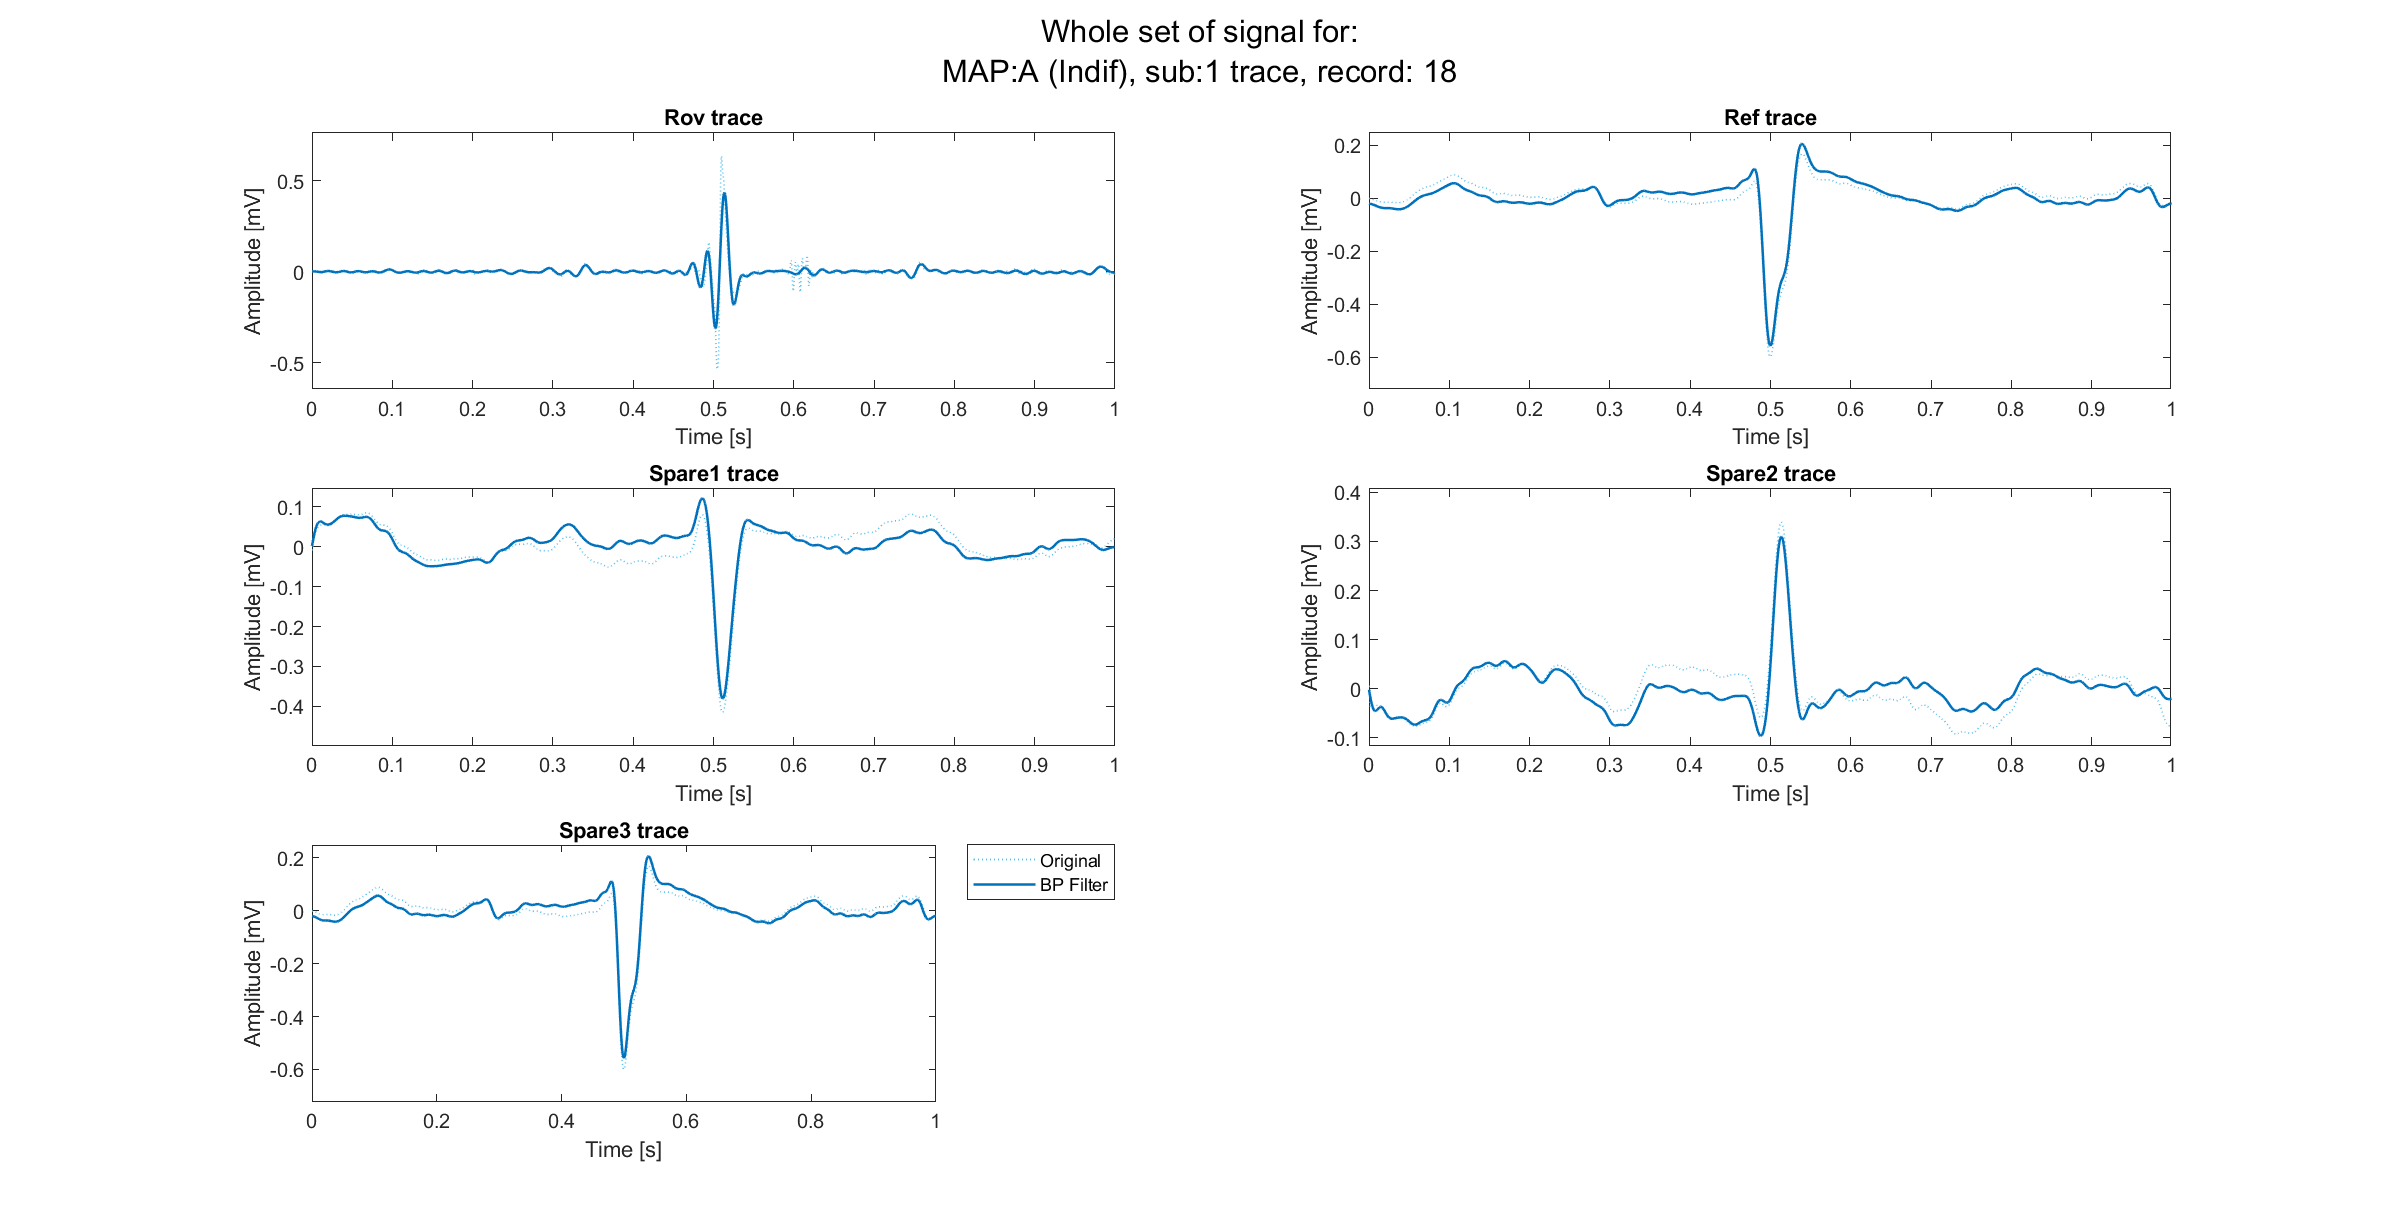 Whole set of signal for:
MAP:A (Indif), sub:1 trace, record: 18
Rov trace
Amplitude [mV]
0.5
0
-0.5
0 0.1 0.2 0.3 0.4 0.5 0.6 0.7 0.8 0.9 1
Time [s]
Ref trace
Amplitude [mV]
0.2
0
-0.2
-0.4
-0.6
0 0.1 0.2 0.3 0.4 0.5 0.6 0.7 0.8 0.9 1
Time [s]
Spare1 trace
Amplitude [mV]
0.1
0
-0.1
-0.2
-0.3
-0.4
0 0.1 0.2 0.3 0.4 0.5 0.6 0.7 0.8 0.9 1
Time [s]
Spare2 trace
Amplitude [mV]
0.4
0.3
0.2
0.1
0
-0.1
0 0.1 0.2 0.3 0.4 0.5 0.6 0.7 0.8 0.9 1
Time [s]
Spare3 trace
Amplitude [mV]
0.2
0
-0.2
-0.4
-0.6
0 0.2 0.4 0.6 0.8 1
Time [s]
Original
BP Filter